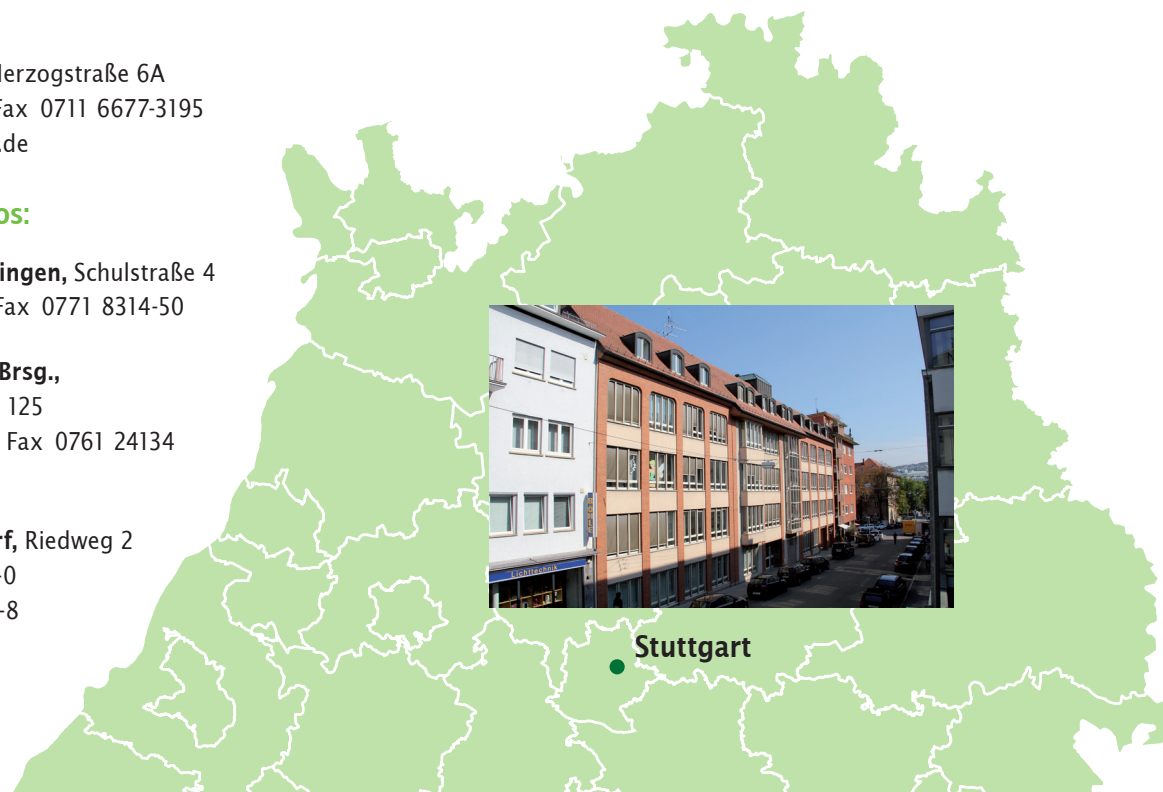 Herzogstraße 6A
Fax 0711 6677-3195
.de
os:
ingen, Schulstraße 4
Fax 0771 8314-50
Brsg.,
125
Fax 0761 24134
rf, Riedweg 2
-0
-8
Lichttechnik
Stuttgart